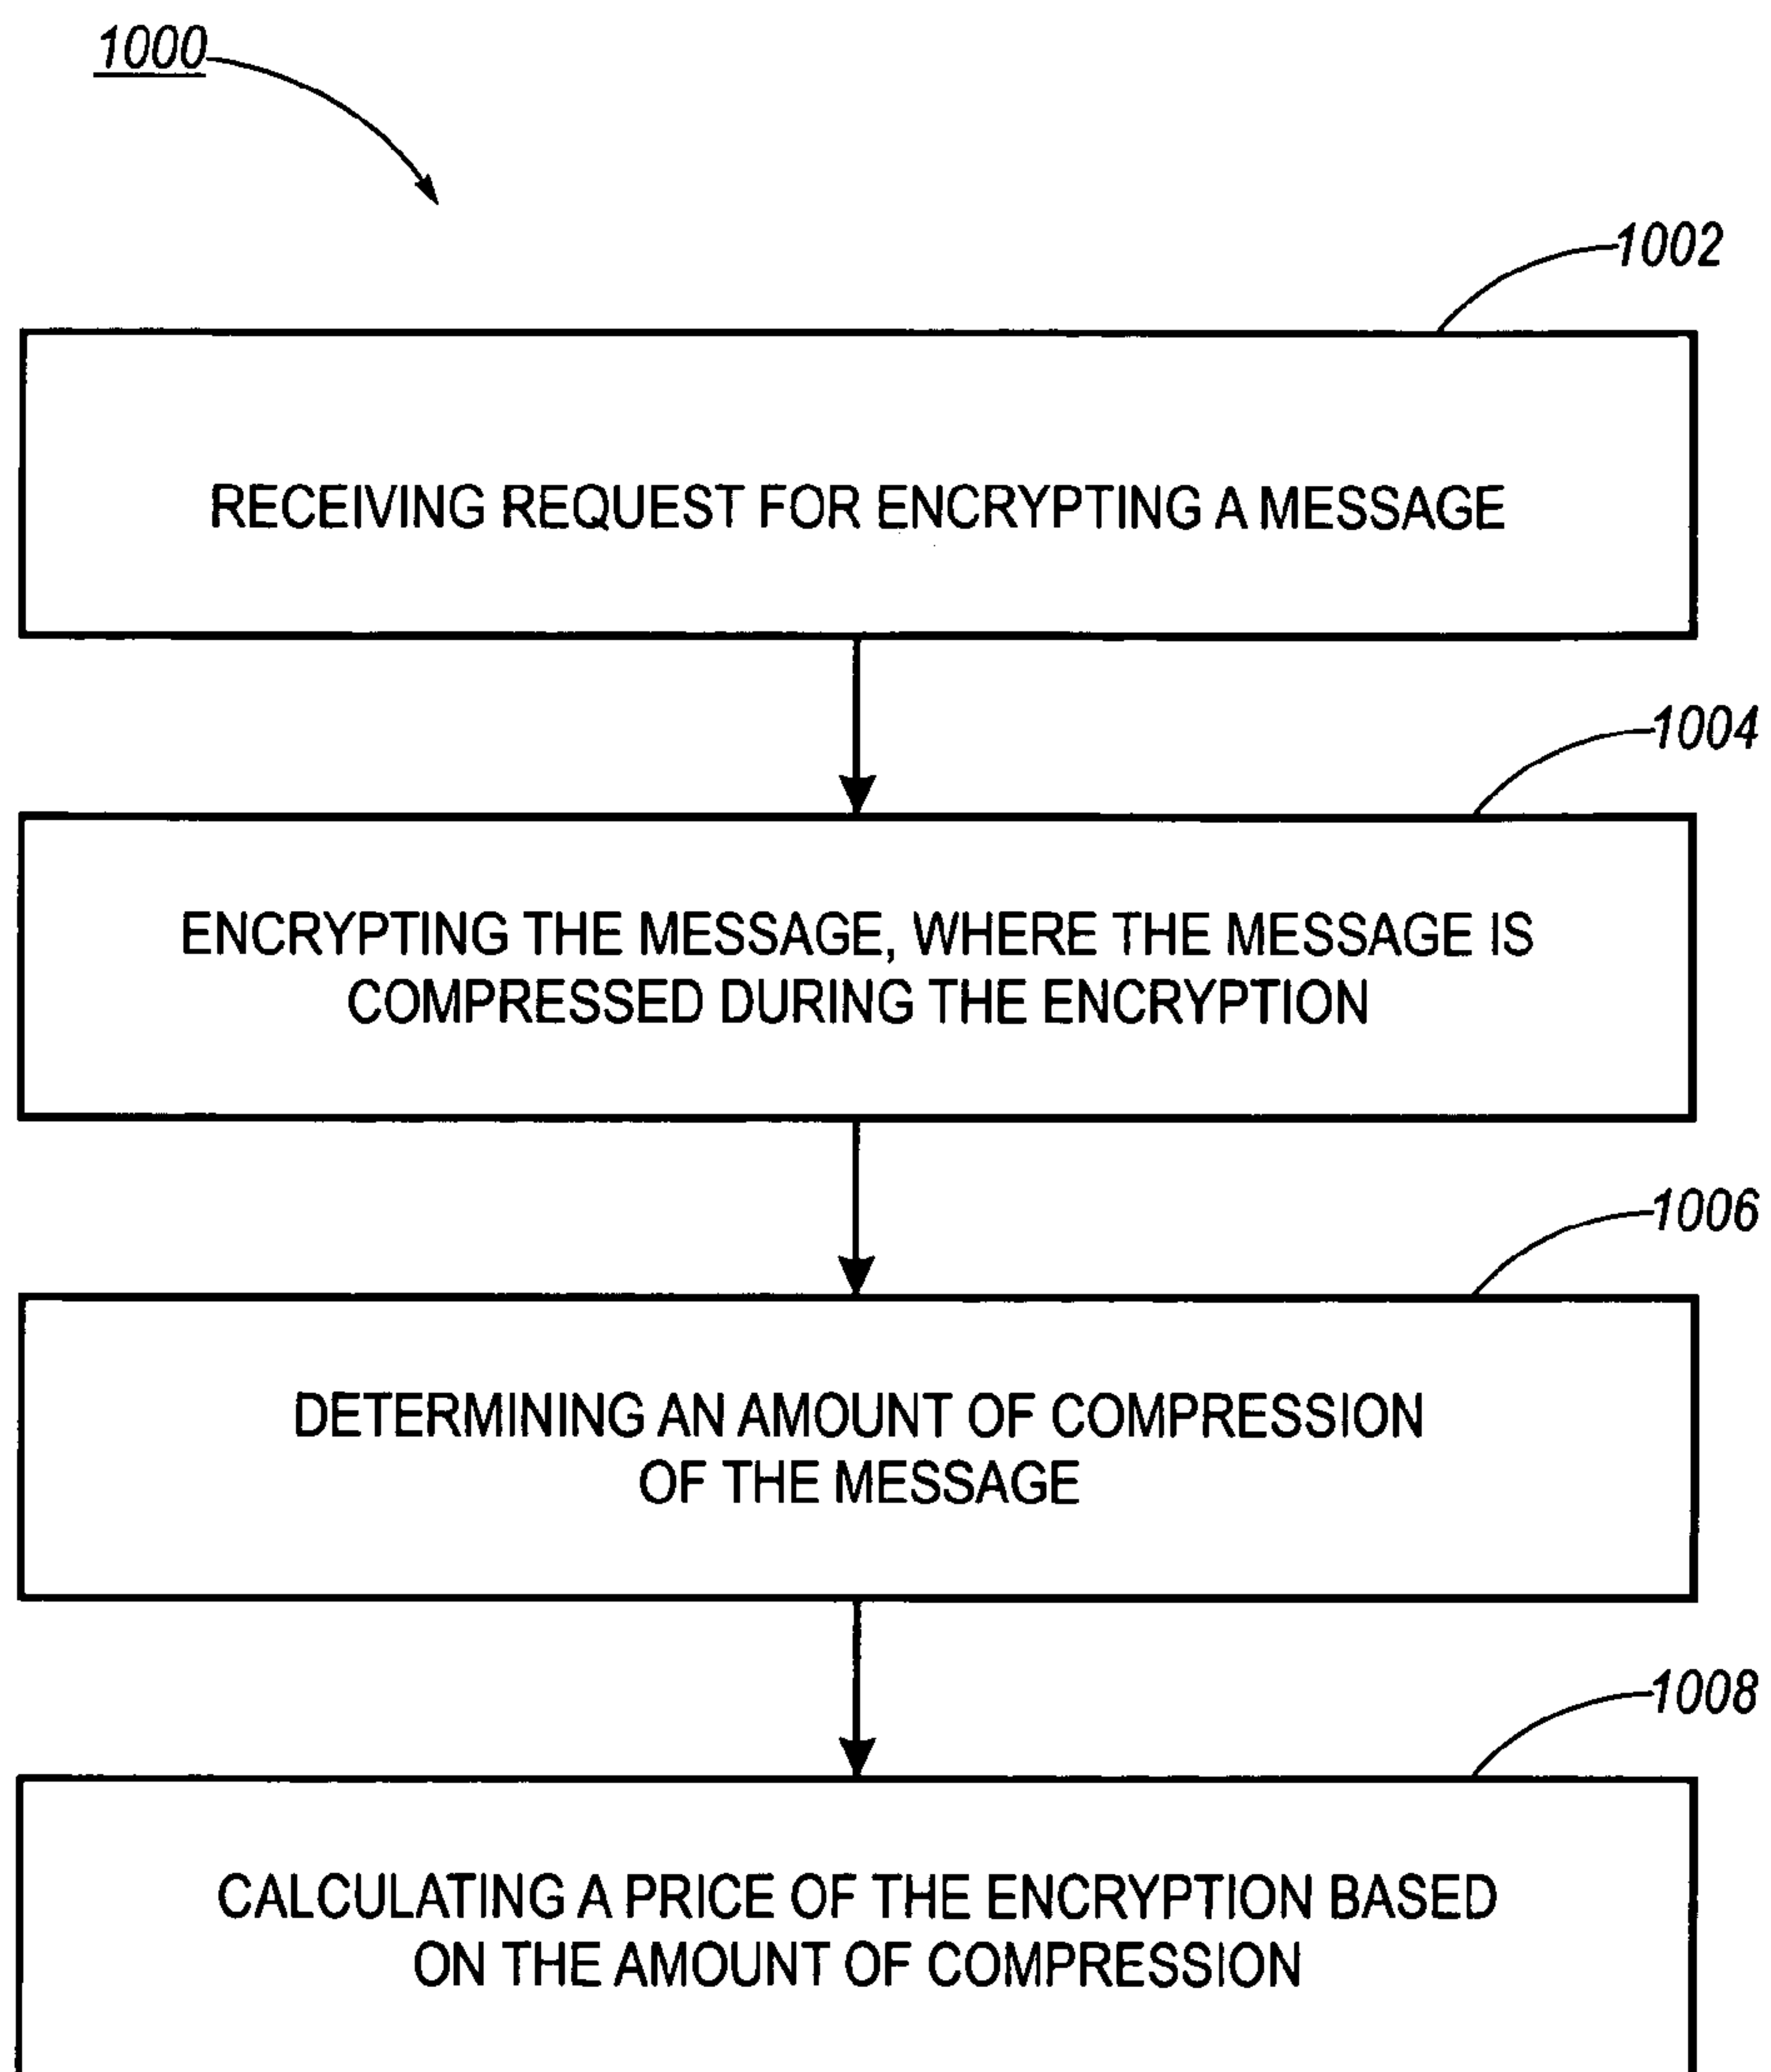 1000
1002
RECEIVING REQUEST FOR ENCRYPTING A MESSAGE
1004
ENCRYPTING THE MESSAGE, WHERE THE MESSAGE IS
COMPRESSED DURING THE ENCRYPTION
1006
DETERMINING AN AMOUNT OF COMPRESSION
OF THE MESSAGE
1008
CALCULATING A PRICE OF THE ENCRYPTION BASED
ON THE AMOUNT OF COMPRESSION